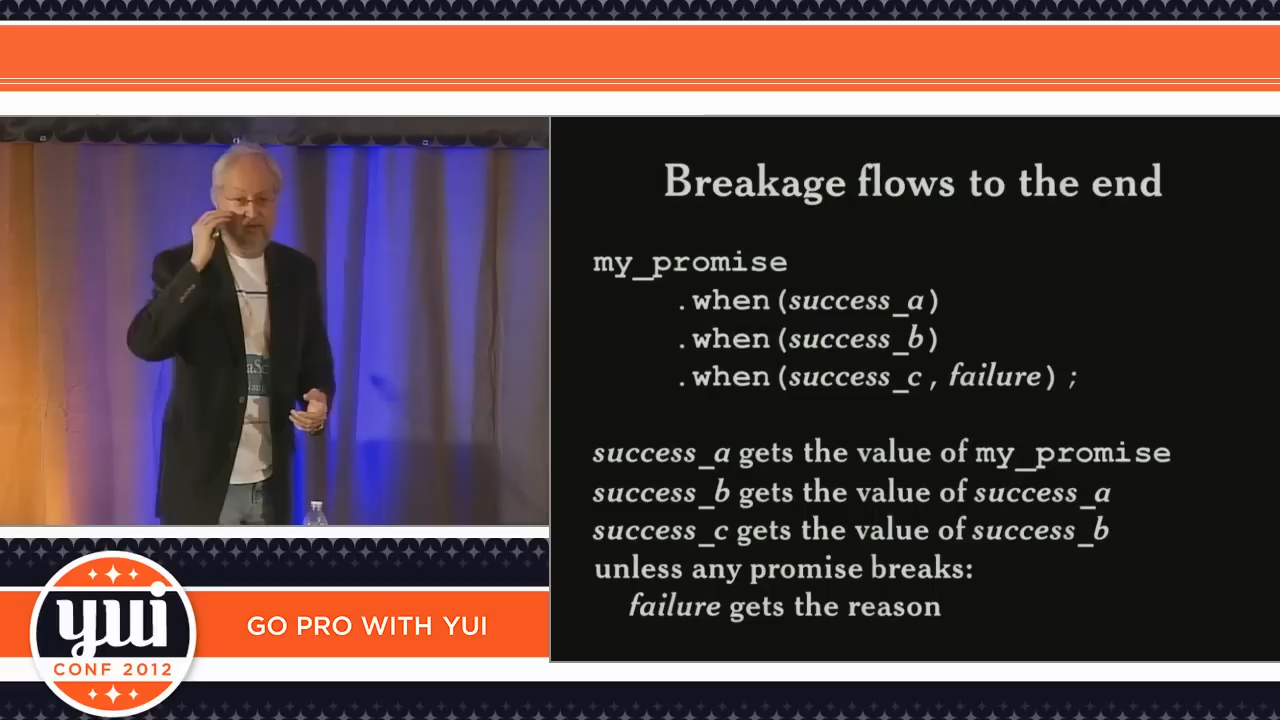 Breakage flows to the end
my_promise
.when(success_a)
.when(success_b)
.when(success_c, failure);
success_a gets the value of my_promise
success_b gets the value of success_a
success_c gets the value of success_b
unless any promise breaks:
failure gets the reason
yui
CONF 2012
GO PRO WITH YUI